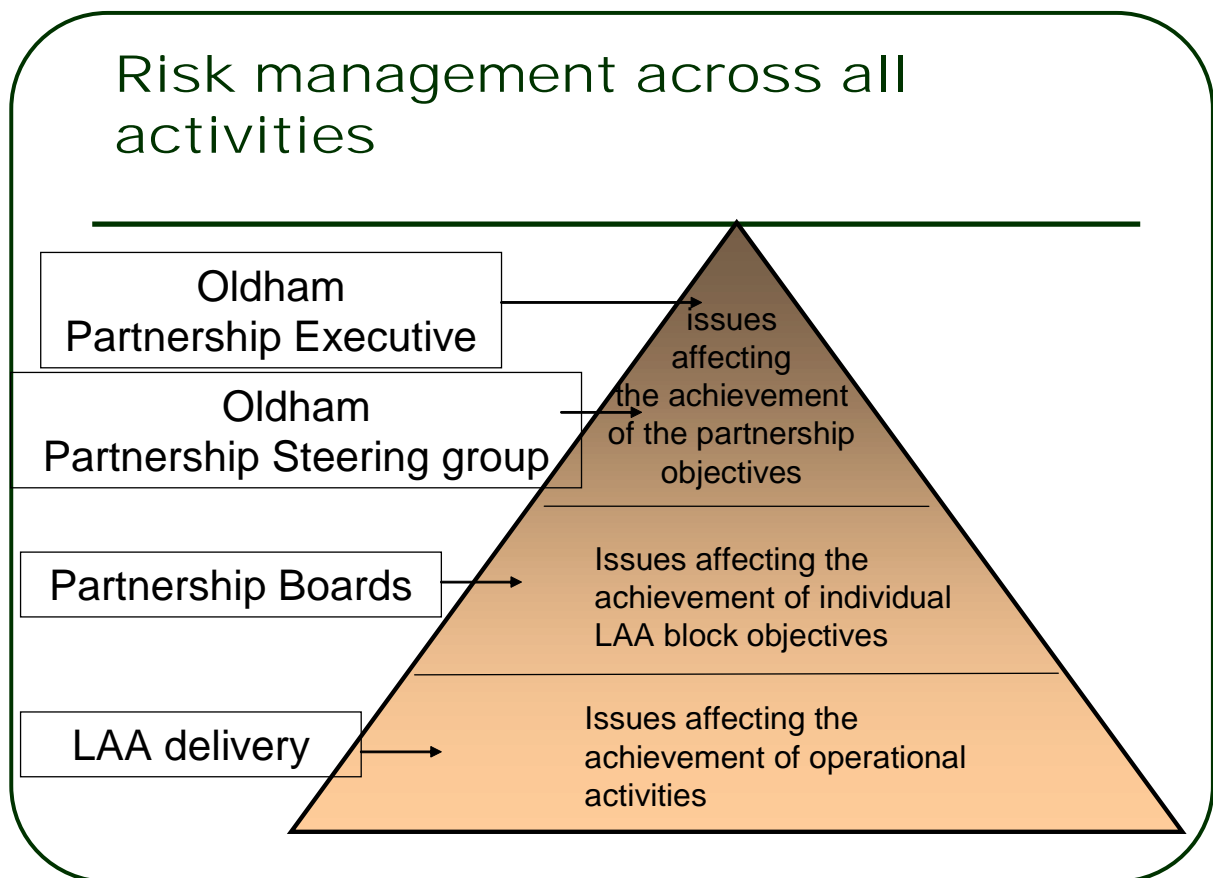 Risk management across all
activities
Oldham
Partnership Executive
issues
affecting
the achievement
of the partnership
objectives
Oldham
Partnership Steering group
Partnership Boards
Issues affecting the
achievement of individual
LAA block objectives
LAA delivery
Issues affecting the
achievement of operational
activities